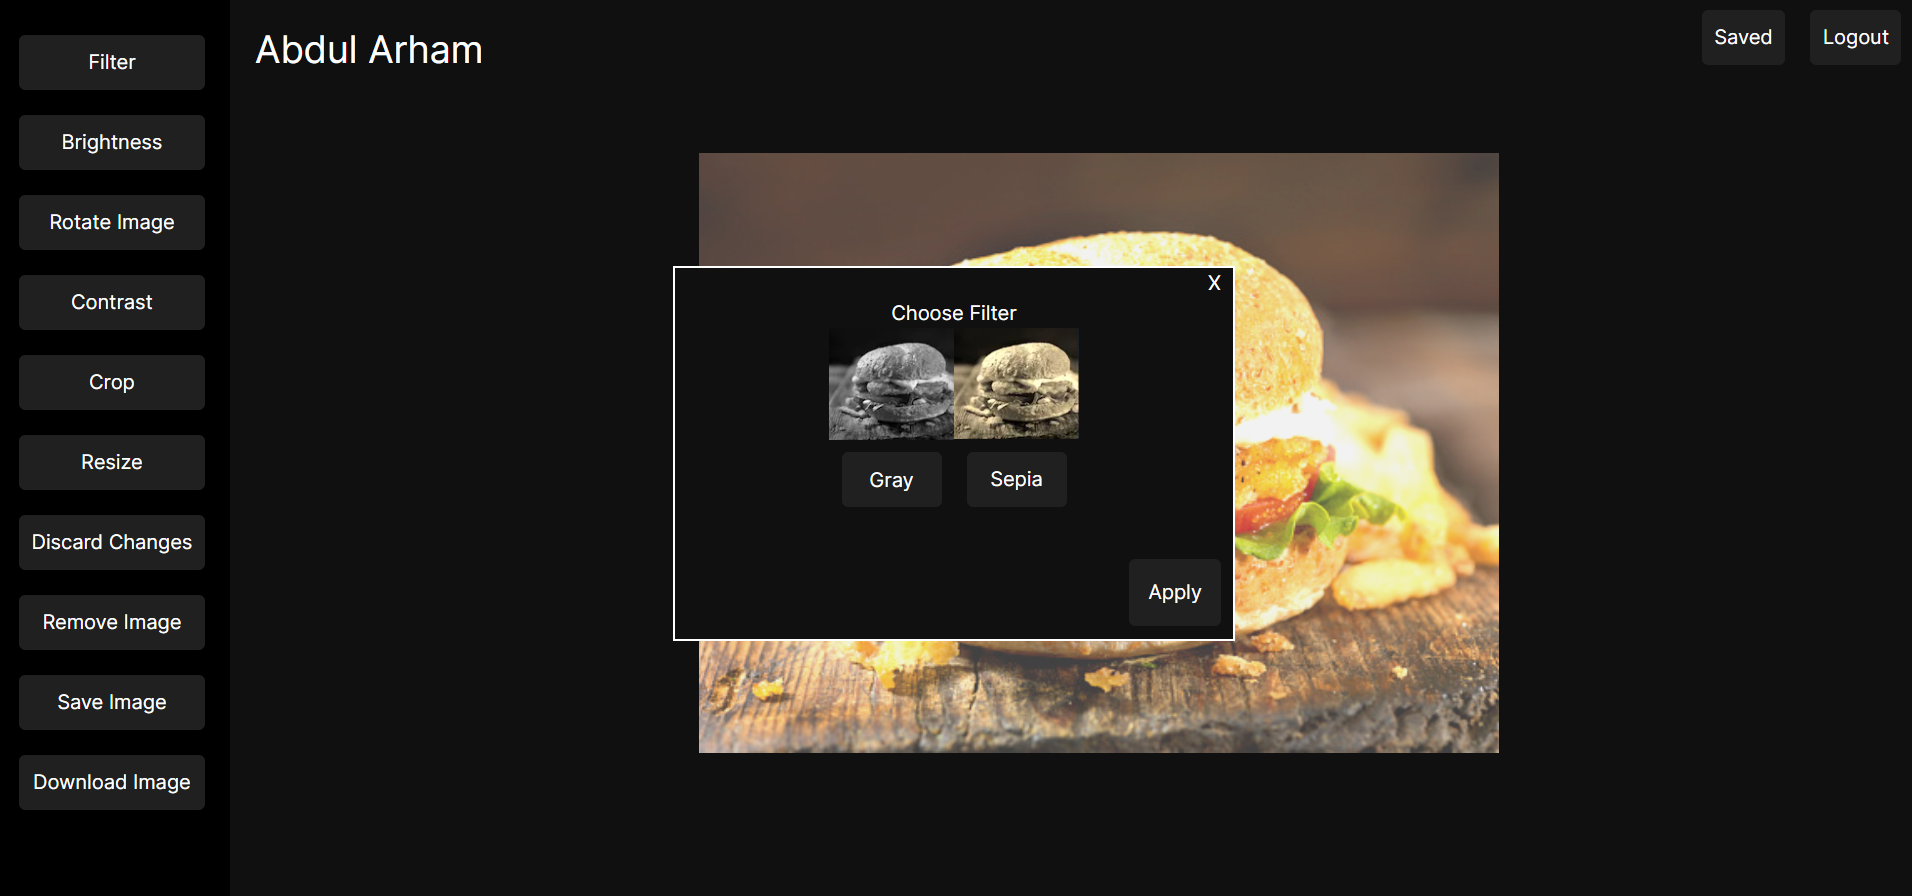 Filter
Brightness
Rotate Image
Contrast
Crop
Resize
Discard Changes
Remove Image
Save Image
Download Image
Abdul Arham
Saved
Logout
X
Choose Filter
Gray
Sepia
Apply